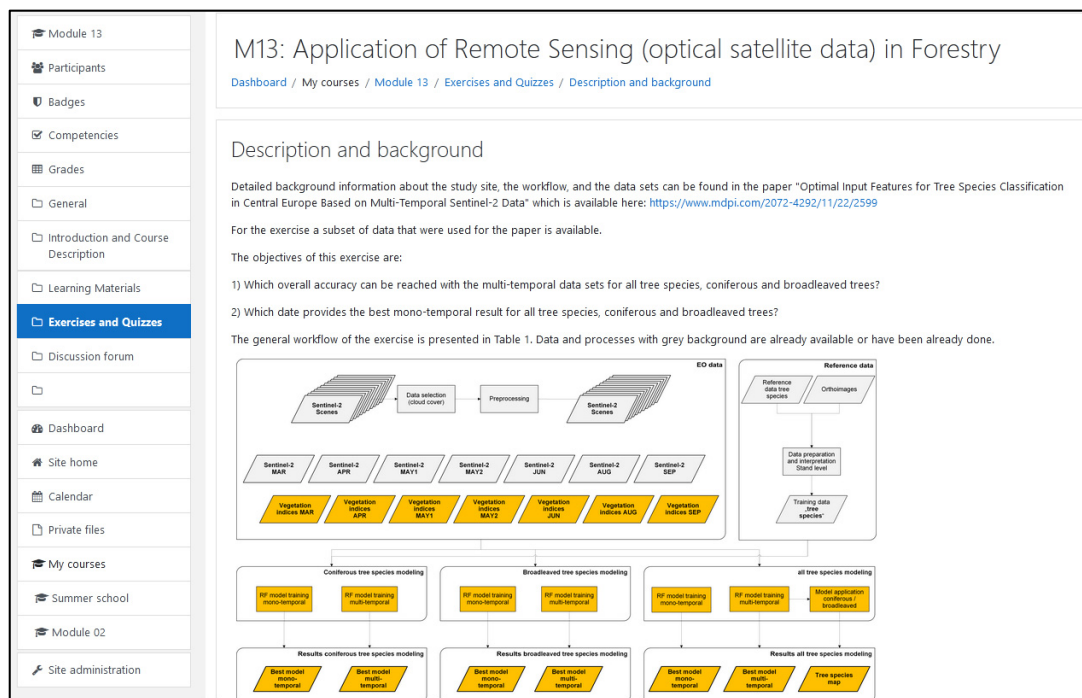 Module 13
Participants
Badges
Competencies
Grades
General
Introduction and Course
Description
Learning Materials
Exercises and Quizzes
Discussion forum
Dashboard
Site home
Calendar
Private files
My courses
Summer school
Module 02
Site administration
M13: Application of Remote Sensing (optical satellite data) in Forestry
Dashboard / My courses / Module 13 / Exercises and Quizzes / Description and background
Description and background
Detailed background information about the study site, the workflow, and the data sets can be found in the paper "Optimal Input Features for Tree Species Classification
in Central Europe Based on Multi-Temporal Sentinel-2 Data" which is available here: https://www.mdpi.com/2072-4292/11/22/2599
For the exercise a subset of data that were used for the paper is available.
The objectives of this exercise are:
1) Which overall accuracy can be reached with the multi-temporal data sets for all tree species, coniferous and broadleaved trees?
2) Which date provides the best mono-temporal result for all tree species, coniferous and broadleaved trees?
The general workflow of the exercise is presented in Table 1. Data and processes with grey background are already available or have been already done.
EO data
Sentinel-2
Scenes
Data selection
(cloud cover)
Preprocessing
Sentinel-2
Scenes
Sentinel-2
MAR
Sentinel-2
APR
Sentinel-2
MAY1
Sentinel-2
MAY2
Sentinel-2
JUN
Sentinel-2
AUG
Sentinel-2
SEP
Vegetation
indices MAR
Vegetation
indices
APR
Vegetation
indices
MAY1
Vegetation
indices
MAY2
Vegetation
indices
JUN
Vegetation
indices AUG
Vegetation
indices SEP
Reference data
Reference
data tree
species
Orthoimages
Data preparation
and interpretation
Stand level
Training data
„tree
species'
Coniferous tree species modeling
RF model training
mono-temporal
RF model training
multi-temporal
Broadleaved tree species modeling
RF model training
mono-temporal
RF model training
multi-temporal
all tree species modeling
RF model training
mono-temporal
RF model training
multi-temporal
Model application
coniferous /
broadleaved
Results coniferous tree species modeling
Best model
mono-
temporal
Best model
multi-
temporal
Results broadleaved tree species modeling
Best model
mono-
temporal
Best model
multi-
temporal
Results all tree species modeling
Best model
mono-
temporal
Best model
multi-
temporal
Tree species
map